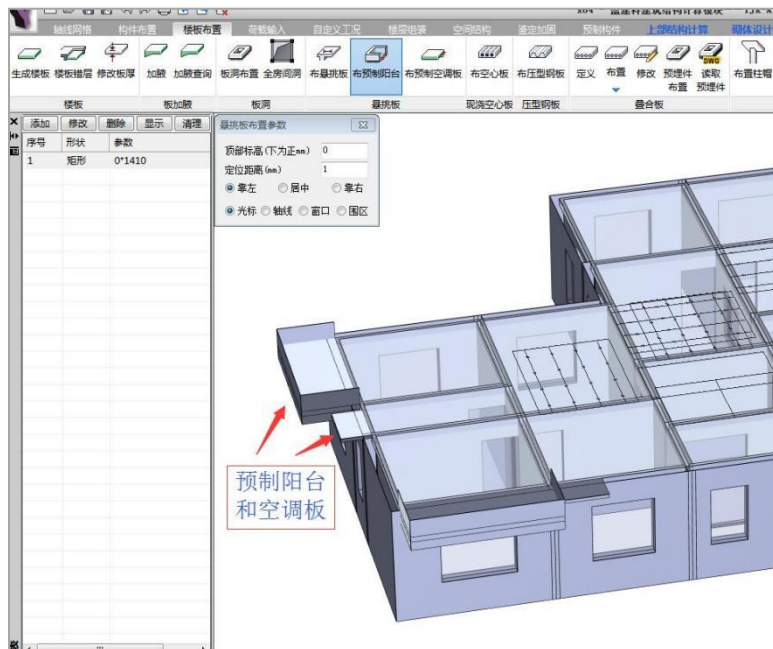 轴线网格 构件布置 楼板布置 荷载输入 自定义工况 楼层组装 空间结构 鉴定加固 预制构件 上部结构计算 砌体设计
生成楼板 楼板错层 修改板厚 加腋 加腋查询 板洞布置 全房间洞 布悬挑板 布预制阳台 布预制空调板 布空心板 布压型钢板 定义 布置 修改 预埋件布置 读取预埋件 布置柱帽
DWG
楼板 板加腋 板洞 悬挑板 现浇空心板 压型钢板 叠合板
添加 修改 删除 显示 清理
序号 形状 参数
1 矩形 0*1410
悬挑板布置参数
顶部标高(下为正mm) 0
定位距离(mm) 1
靠左 居中 靠右
光标 轴线 窗口 围区
预制阳台
和空调板